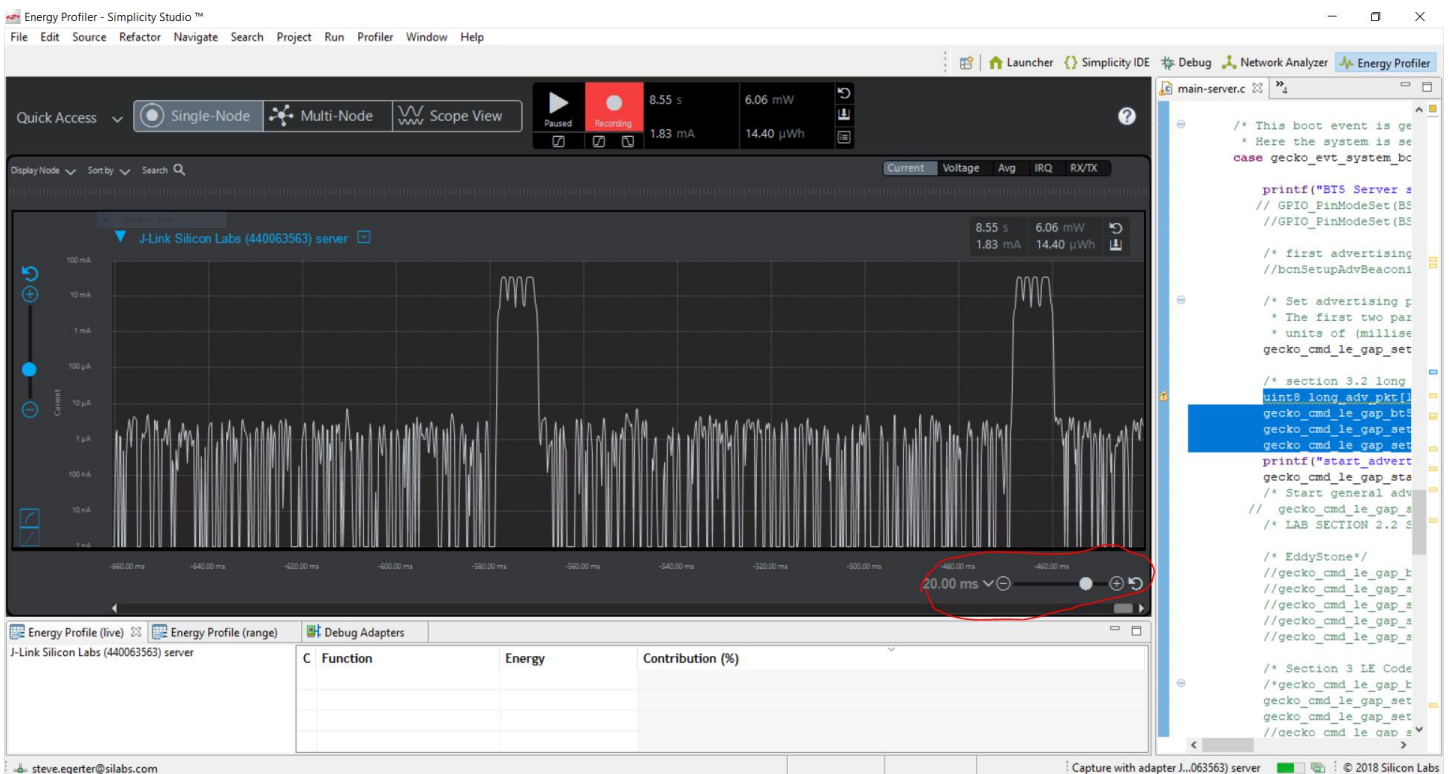 Energy Profiler - Simplicity Studio ™
File Edit Source Refactor Navigate Search Project Run Profiler Window Help
Launcher {} Simplicity IDE Debug Network Analyzer Energy Profiler
Quick Access Single-Node Multi-Node Scope View
Paused Recording
8.55 s 6.06 mW
1.83 mA 14.40 µWh
?
Display Node Sort by Search
Current Voltage Avg IRQ RX/TX
J-Link Silicon Labs (440063563) server
8.55 s 6.06 mW
1.83 mA 14.40 µWh
100 mA
10 mA
1 mA
100 µA
10 µA
1 µA
100 nA
10 nA
1 nA
Current
-660.00 ms -640.00 ms -620.00 ms -600.00 ms -580.00 ms -560.00 ms -540.00 ms -520.00 ms -500.00 ms -480.00 ms -460.00 ms
20.00 ms
main-server.c 4
/* This boot event is ge
* Here the system is se
case gecko_evt_system_bo
printf("BT5 Server s
// GPIO_PinModeSet(BS
//GPIO_PinModeSet(BS
/* first advertising
//bcnSetupAdvBeaconi
/* Set advertising p
* The first two par
* units of (millise
gecko_cmd_le_gap_set
/* section 3.2 long
uint8 long_adv_pkt[1
gecko_cmd_le_gap_bt5
gecko_cmd_le_gap_set
gecko_cmd_le_gap_set
printf("start_advert
gecko_cmd_le_gap_sta
/* Start general adv
// gecko_cmd_le_gap_s
/* LAB SECTION 2.2 S
/* EddyStone*/
//gecko_cmd_le_gap_b
//gecko_cmd_le_gap_s
//gecko_cmd_le_gap_s
//gecko_cmd_le_gap_s
//gecko_cmd_le_gap_s
/* Section 3 LE Code
/*gecko_cmd_le_gap_b
gecko_cmd_le_gap_set
gecko_cmd_le_gap_set
//gecko_cmd_le_gap_s
Energy Profile (live) Energy Profile (range) Debug Adapters
J-Link Silicon Labs (440063563) server
C Function Energy Contribution (%)
steve.egerter@silabs.com
Capture with adapter J...063563) server © 2018 Silicon Labs